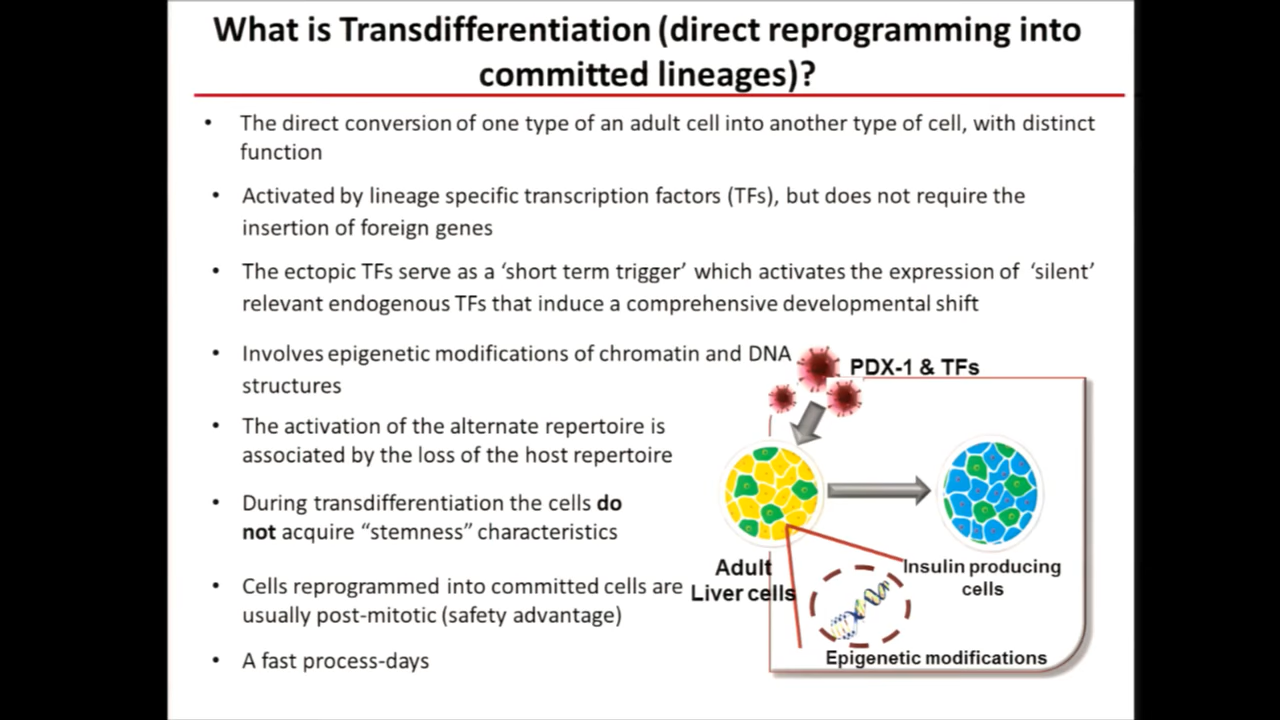 What is Transdifferentiation (direct reprogramming into
committed lineages)?
• The direct conversion of one type of an adult cell into another type of cell, with distinct
function
• Activated by lineage specific transcription factors (TFs), but does not require the
insertion of foreign genes
• The ectopic TFs serve as a ‘short term trigger’ which activates the expression of ‘silent’
relevant endogenous TFs that induce a comprehensive developmental shift
• Involves epigenetic modifications of chromatin and DNA
structures
• The activation of the alternate repertoire is
associated by the loss of the host repertoire
• During transdifferentiation the cells do
not acquire “stemness” characteristics
• Cells reprogrammed into committed cells are
usually post-mitotic (safety advantage)
• A fast process-days
PDX-1 & TFs
Adult
Liver cells
Insulin producing
cells
Epigenetic modifications